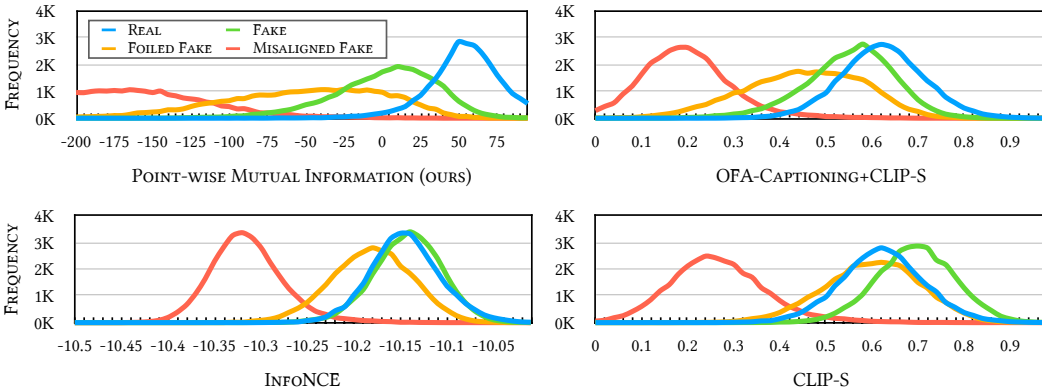 4K
3K
2K
1K
0K
Frequency
Real
Fake
Foiled Fake
Misaligned Fake
-200 -175 -150 -125 -100 -75 -50 -25 0 25 50 75
Point-wise Mutual Information (ours)
4K
3K
2K
1K
0K
0 0.1 0.2 0.3 0.4 0.5 0.6 0.7 0.8 0.9
OFA-Captioning+CLIP-S
4K
3K
2K
1K
0K
Frequency
-10.5 -10.45 -10.4 -10.35 -10.3 -10.25 -10.2 -10.15 -10.1 -10.05
InfoNCE
4K
3K
2K
1K
0K
0 0.1 0.2 0.3 0.4 0.5 0.6 0.7 0.8 0.9
CLIP-S